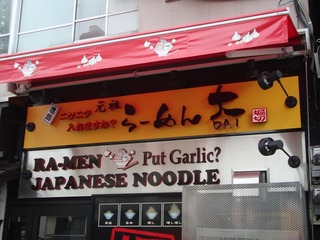 ニンニク
入れますか?
元祖
らーめん 大
DAI
RA-MEN Put Garlic?
JAPANESE NOODLE